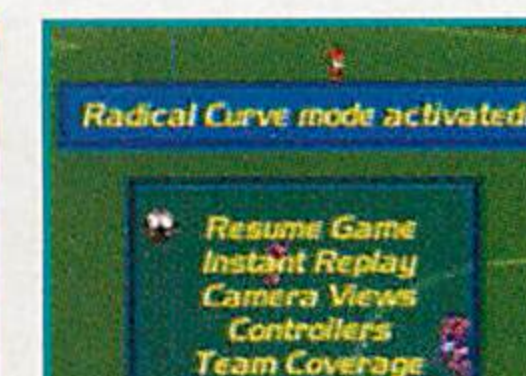 Radical Curve mode activated
Resume Game
Instant Replay
Camera Views
Controllers
Team Coverage